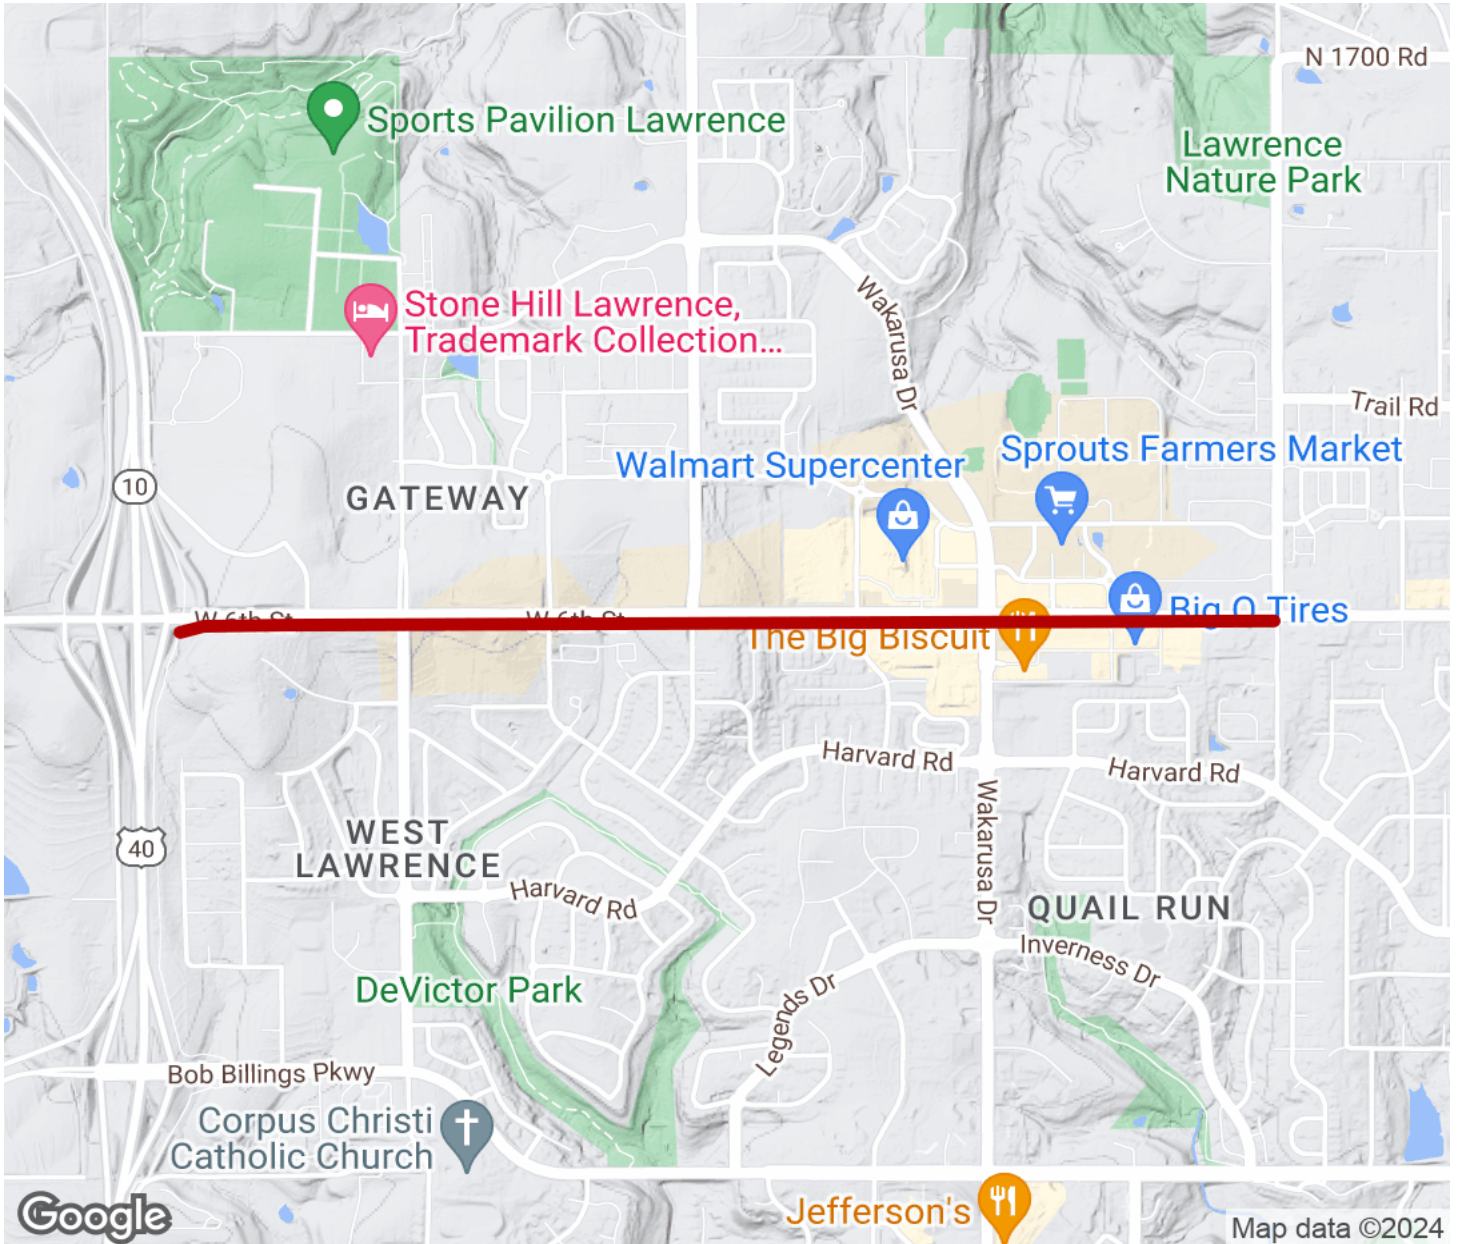 N 1700 Rd
Sports Pavilion Lawrence
Lawrence
Nature Park
Wakarusa Dr
Stone Hill Lawrence,
Trademark Collection...
Trail Rd
Sprouts Farmers Market
Walmart Supercenter
10
GATEWAY
W 6th St
W 6th St
Big O Tires
The Big Biscuit
Harvard Rd
Harvard Rd
Wakarusa Dr
40
WEST
LAWRENCE
Harvard Rd
QUAIL RUN
Inverness Dr
DeVictor Park
Legends Dr
Bob Billings Pkwy
Corpus Christi
Catholic Church
Jefferson's
Google
Map data ©2024